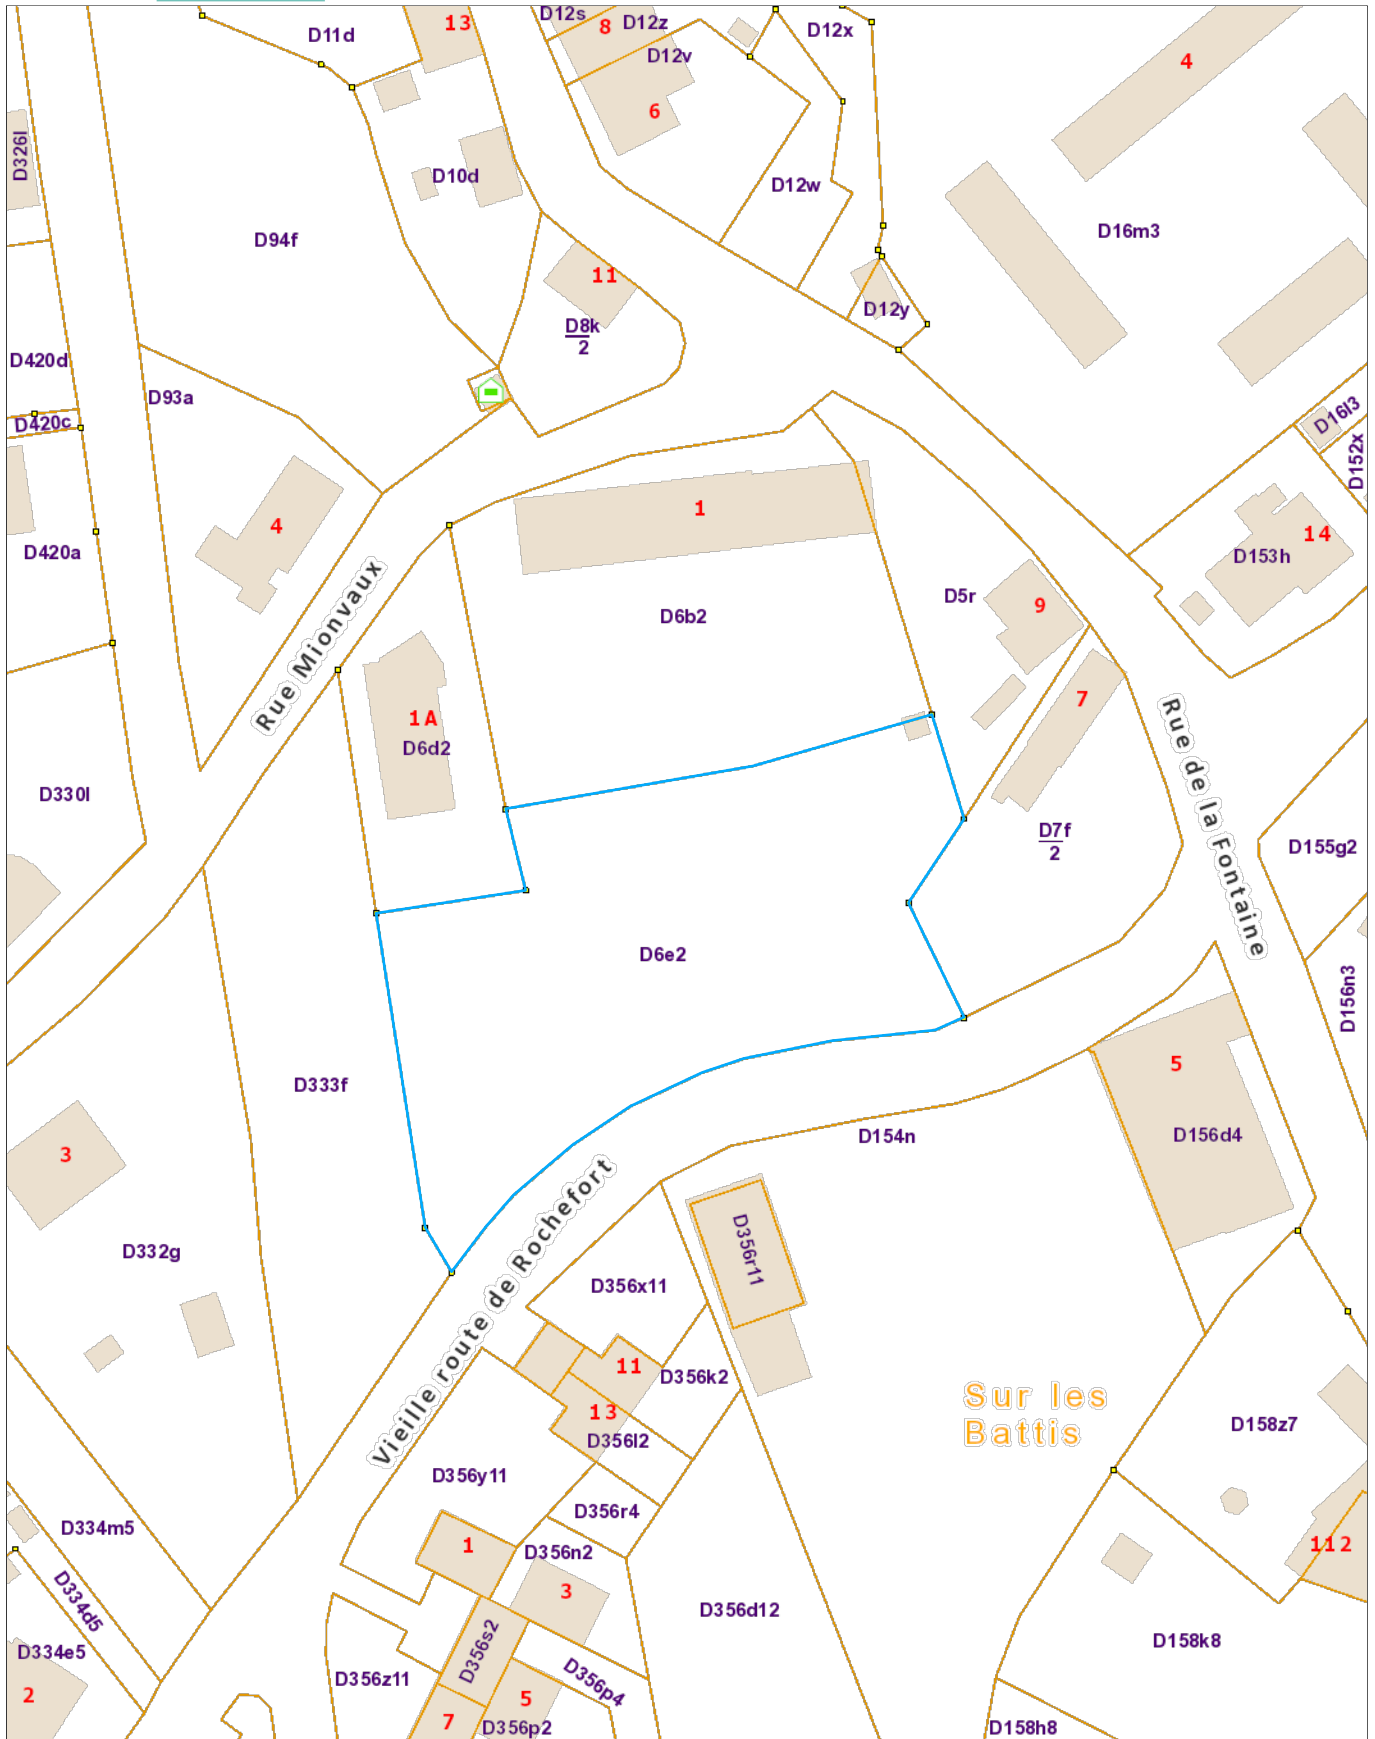 D12s
13
D12z
8
D12x
D11d
D12v
4
6
D326l
D10d
D12w
D94f
D16m3
11
D12y
D8k
2
D420d
D93a
D16l3
D420c
D152x
1
4
14
D420a
D153h
Rue Mionvaux
D5r
9
D6b2
7
1A
D6d2
Rue de la Fontaine
D330l
D7f
2
D155g2
D6e2
D156n3
5
D333f
D156d4
D154n
3
D332g
D356r11
Vieille route de Rochefort
D356x11
11
D356k2
Sur les
Battis
13
D158z7
D356l2
D356y11
D356r4
D334m5
1
D356n2
112
3
D334d5
D356d12
D334e5
D356s2
D158k8
D356z11
D356p4
2
5
7
D356p2
D158h8